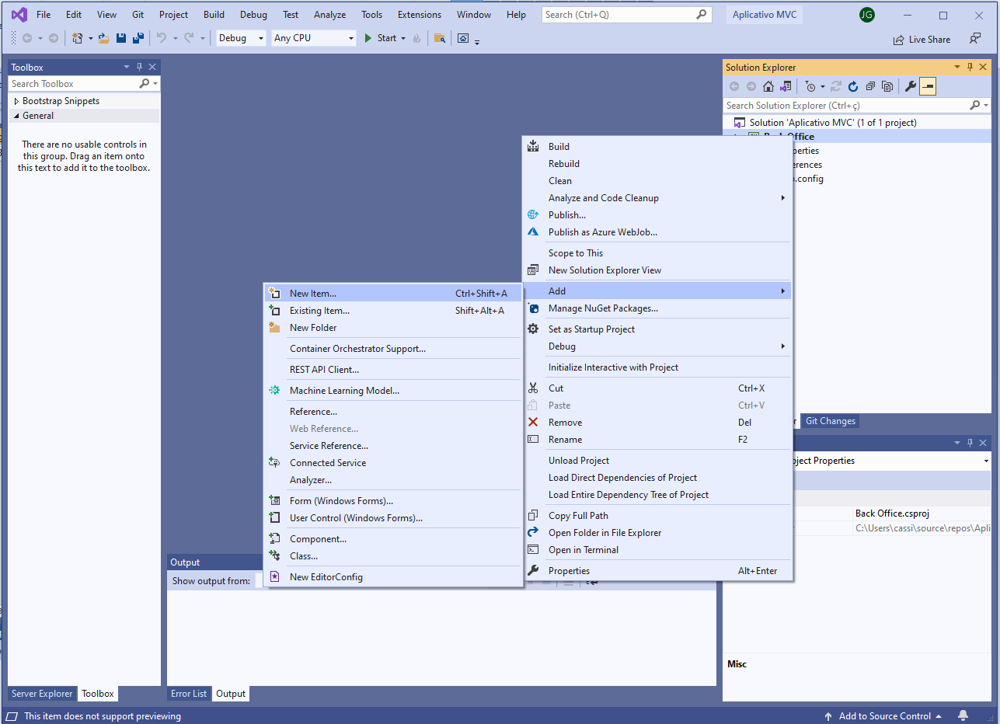 File Edit View Git Project Build Debug Test Analyze Tools Extensions Window Help Search (Ctrl+Q) Aplicativo MVC JG
Debug Any CPU Start Live Share
Toolbox
Search Toolbox
Bootstrap Snippets
General
There are no usable controls in
this group. Drag an item onto
this text to add it to the toolbox.
Server Explorer Toolbox
Solution Explorer
Search Solution Explorer (Ctrl+ç)
Solution 'Aplicativo MVC' (1 of 1 project)
Back Office
perties
erences
.config
Build
Rebuild
Clean
Analyze and Code Cleanup
Publish...
Publish as Azure WebJob...
Scope to This
New Solution Explorer View
Add
Manage NuGet Packages...
Set as Startup Project
Debug
Initialize Interactive with Project
Cut Ctrl+X
Paste Ctrl+V
Remove Del
Rename F2
Unload Project
Load Direct Dependencies of Project
Load Entire Dependency Tree of Project
Copy Full Path
Open Folder in File Explorer
Open in Terminal
Properties Alt+Enter
New Item... Ctrl+Shift+A
Existing Item... Shift+Alt+A
New Folder
Container Orchestrator Support...
REST API Client...
Machine Learning Model...
Reference...
Web Reference...
Service Reference...
Connected Service
Analyzer...
Form (Windows Forms)...
User Control (Windows Forms)...
Component...
Class...
New EditorConfig
Git Changes
ject Properties
Back Office.csproj
C:\Users\cassi\source\repos\Apli
Misc
Output
Show output from:
Error List Output
This item does not support previewing Add to Source Control